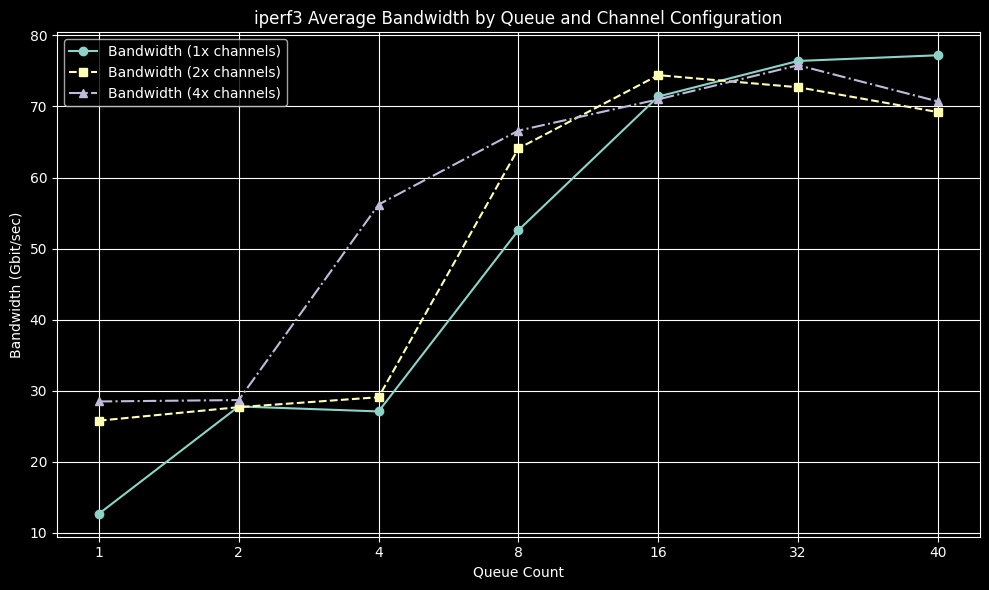 iperf3 Average Bandwidth by Queue and Channel Configuration
Bandwidth (1x channels)
Bandwidth (2x channels)
Bandwidth (4x channels)
80
70
60
50
40
30
20
10
Bandwidth (Gbit/sec)
1 2 4 8 16 32 40
Queue Count